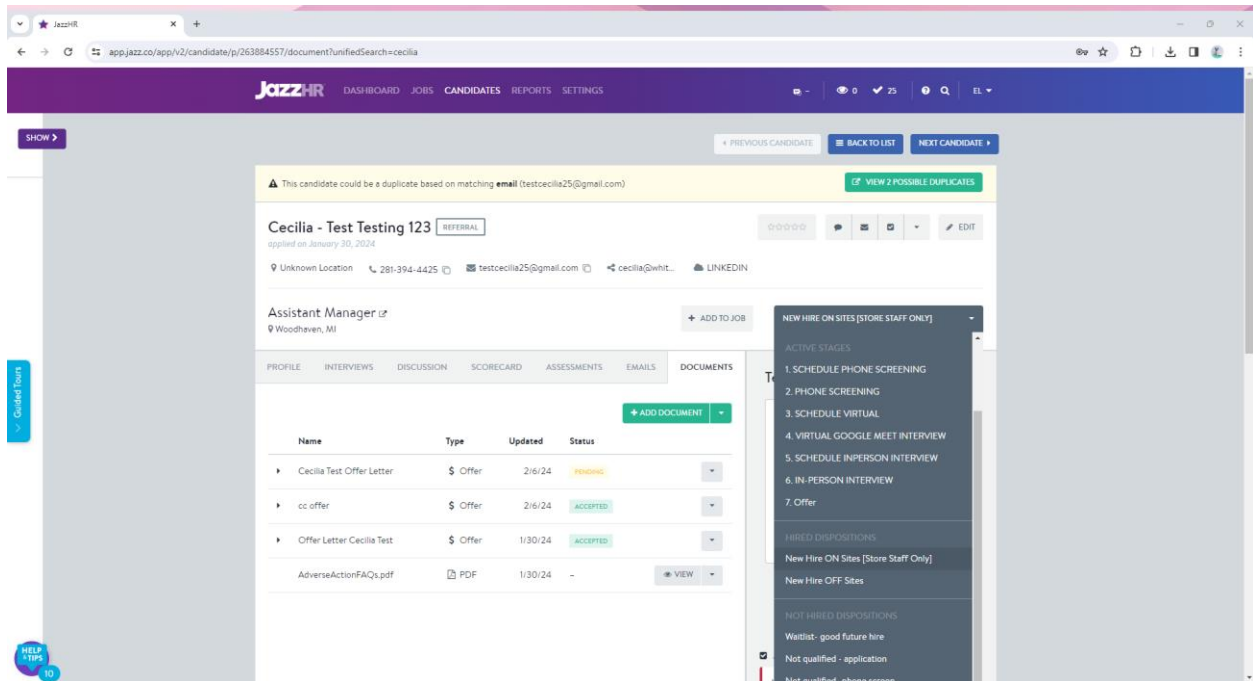 JazzHR
app.jazz.co/app/v2/candidate/p/263884557/document?unifiedSearch=cecilia
JazzHR DASHBOARD JOBS CANDIDATES REPORTS SETTINGS 0 25 EL
SHOW
PREVIOUS CANDIDATE BACK TO LIST NEXT CANDIDATE
This candidate could be a duplicate based on matching email (testcecilia25@gmail.com) VIEW 2 POSSIBLE DUPLICATES
Cecilia - Test Testing 123 REFERRAL EDIT
applied on January 30, 2024
Unknown Location 281-394-4425 testcecilia25@gmail.com cecilia@whit... LINKEDIN
Assistant Manager
Woodhaven, MI
+ ADD TO JOB NEW HIRE ON SITES [STORE STAFF ONLY]
PROFILE INTERVIEWS DISCUSSION SCORECARD ASSESSMENTS EMAILS DOCUMENTS
+ ADD DOCUMENT
Name Type Updated Status
Cecilia Test Offer Letter $ Offer 2/6/24 PENDING
cc offer $ Offer 2/6/24 ACCEPTED
Offer Letter Cecilia Test $ Offer 1/30/24 ACCEPTED
AdverseActionFAQs.pdf PDF 1/30/24 – VIEW
ACTIVE STAGES
1. SCHEDULE PHONE SCREENING
2. PHONE SCREENING
3. SCHEDULE VIRTUAL
4. VIRTUAL GOOGLE MEET INTERVIEW
5. SCHEDULE INPERSON INTERVIEW
6. IN-PERSON INTERVIEW
7. Offer
HIRED DISPOSITIONS
New Hire ON Sites [Store Staff Only]
New Hire OFF Sites
NOT HIRED DISPOSITIONS
Waitlist- good future hire
Not qualified - application
Not qualified- phone screen
Guided Tours
HELP
&TIPS
10